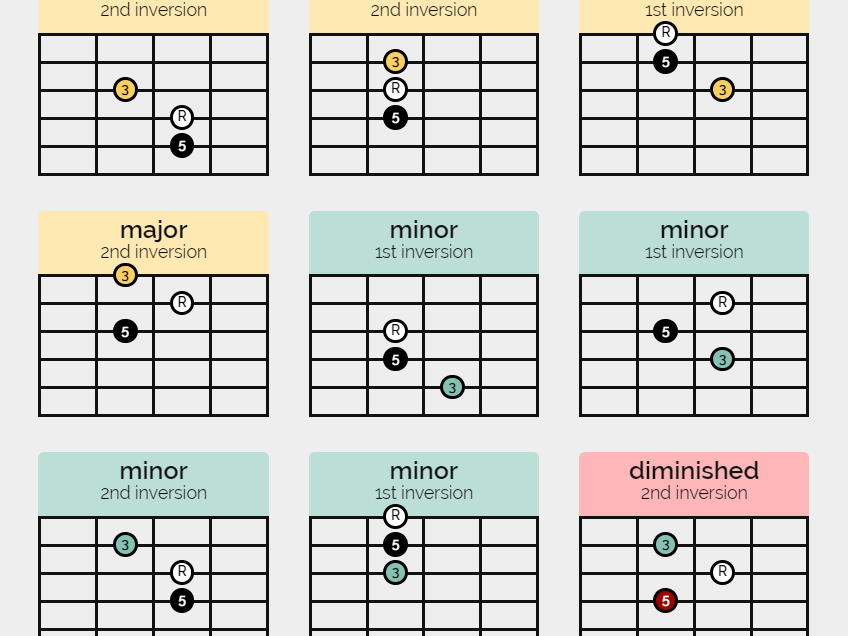 2nd inversion
2nd inversion
1st inversion
3
R
5
3
R
5
R
5
3
major
2nd inversion
3
R
5
minor
1st inversion
R
5
3
minor
1st inversion
R
5
3
minor
2nd inversion
3
R
5
minor
1st inversion
R
5
3
diminished
2nd inversion
3
R
5